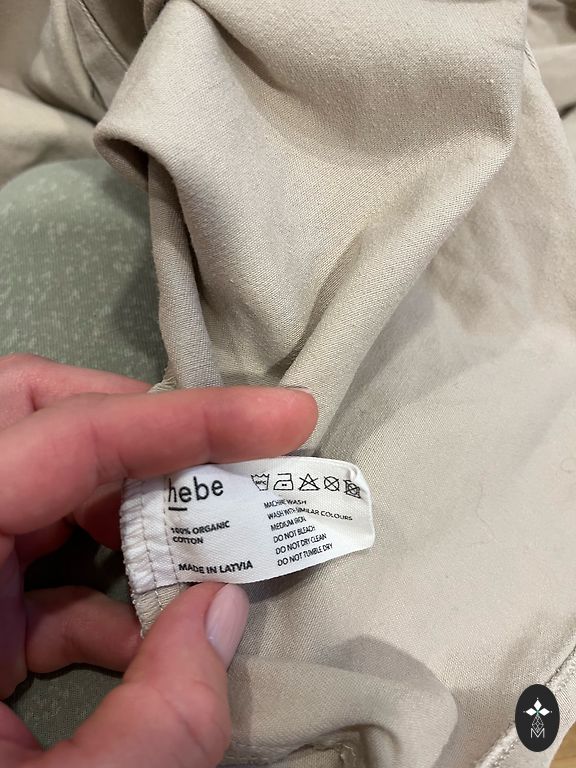 hebe
100% ORGANIC
COTTON
MADE IN LATVIA
MACHINE WASH
WASH WITH SIMILAR COLOURS
MEDIUM IRON
DO NOT BLEACH
DO NOT DRY CLEAN
DO NOT TUMBLE DRY
M